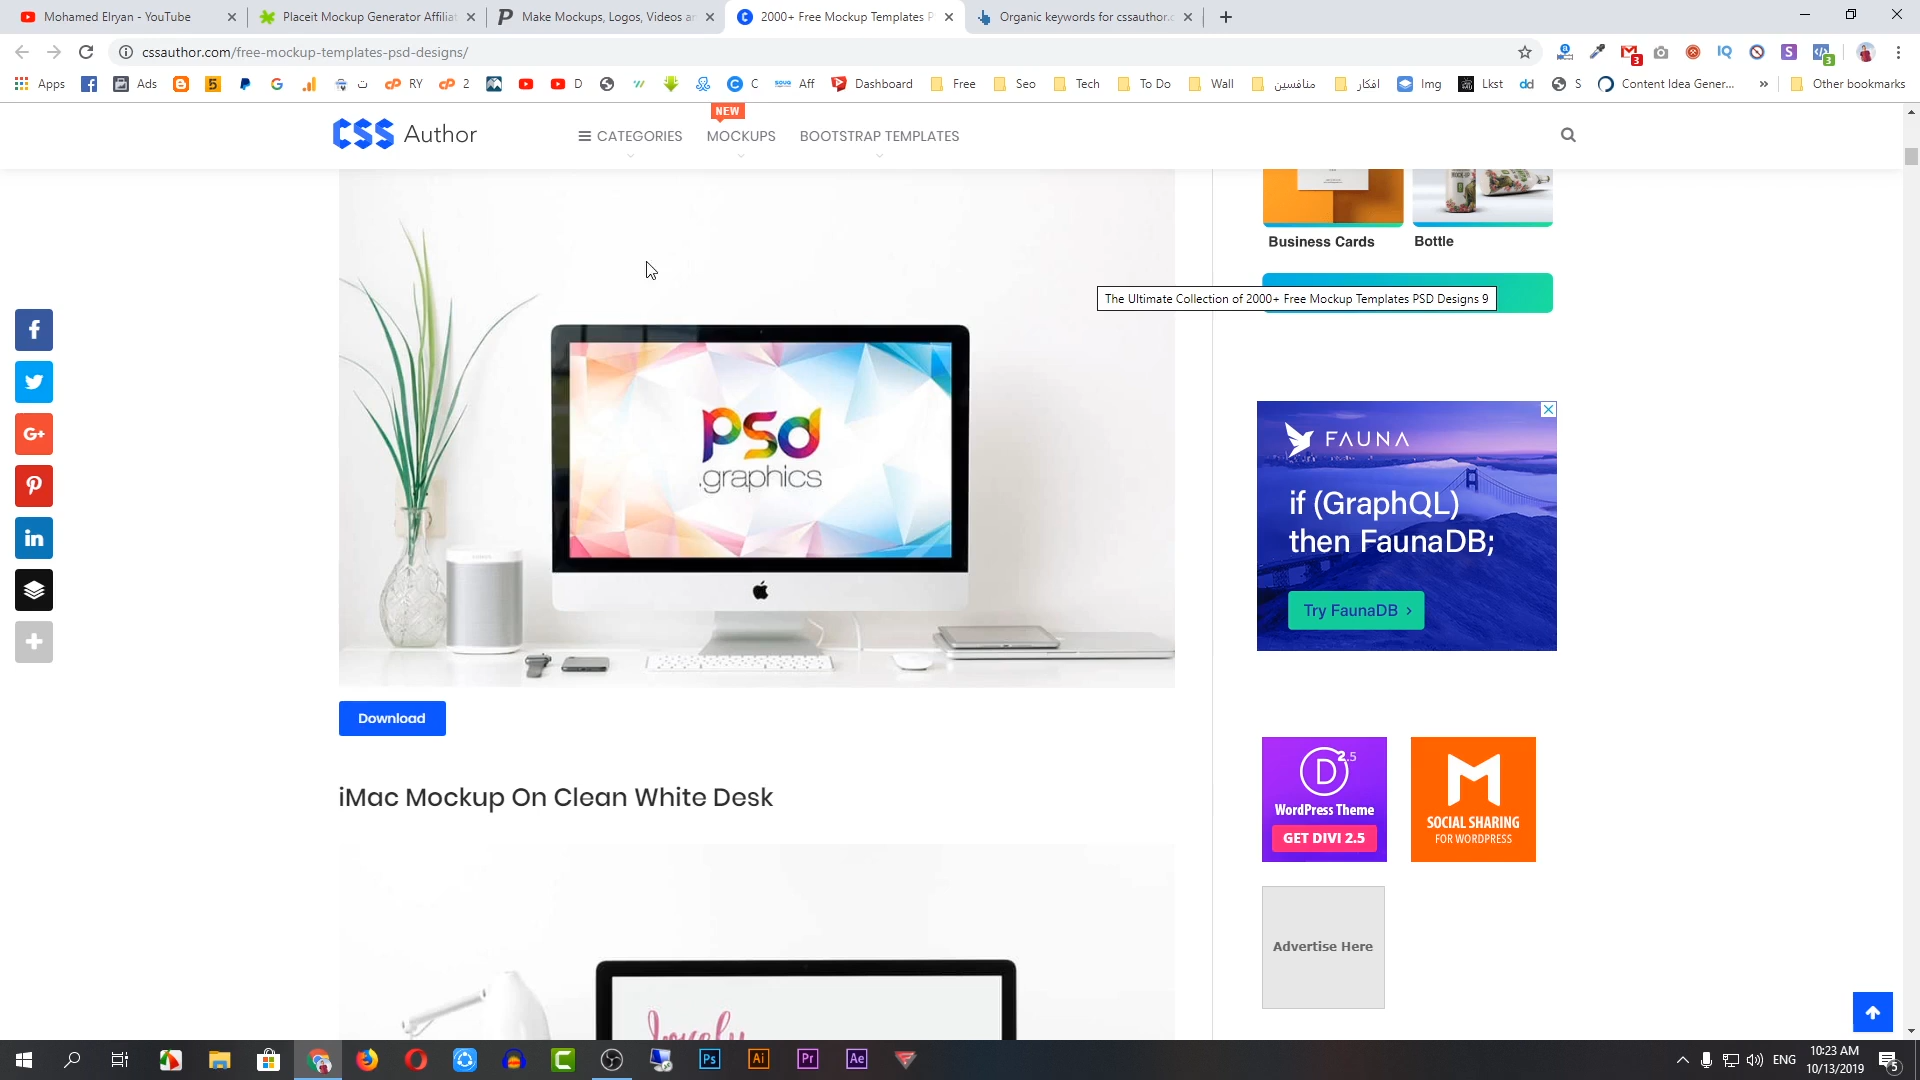 Mohamed Elryan - YouTube
Placeit Mockup Generator Affiliat
Make Mockups, Logos, Videos an
2000+ Free Mockup Templates P
Organic keywords for cssauthor.c
cssauthor.com/free-mockup-templates-psd-designs/
Apps
Ads
ت
RY
2
D
C
Aff
Dashboard
Free
Seo
Tech
To Do
Wall
منافسين
افكار
Img
Lkst
dd
S
Content Idea Gener...
Other bookmarks
CSS Author
CATEGORIES
NEW
MOCKUPS
BOOTSTRAP TEMPLATES
Business Cards
Bottle
The Ultimate Collection of 2000+ Free Mockup Templates PSD Designs 9
psd
.graphics
FAUNA
if (GraphQL)
then FaunaDB;
Try FaunaDB
Download
iMac Mockup On Clean White Desk
D 2.5
WordPress Theme
GET DIVI 2.5
SOCIAL SHARING
FOR WORDPRESS
Advertise Here
lovely
ENG
10:23 AM
10/13/2019
5